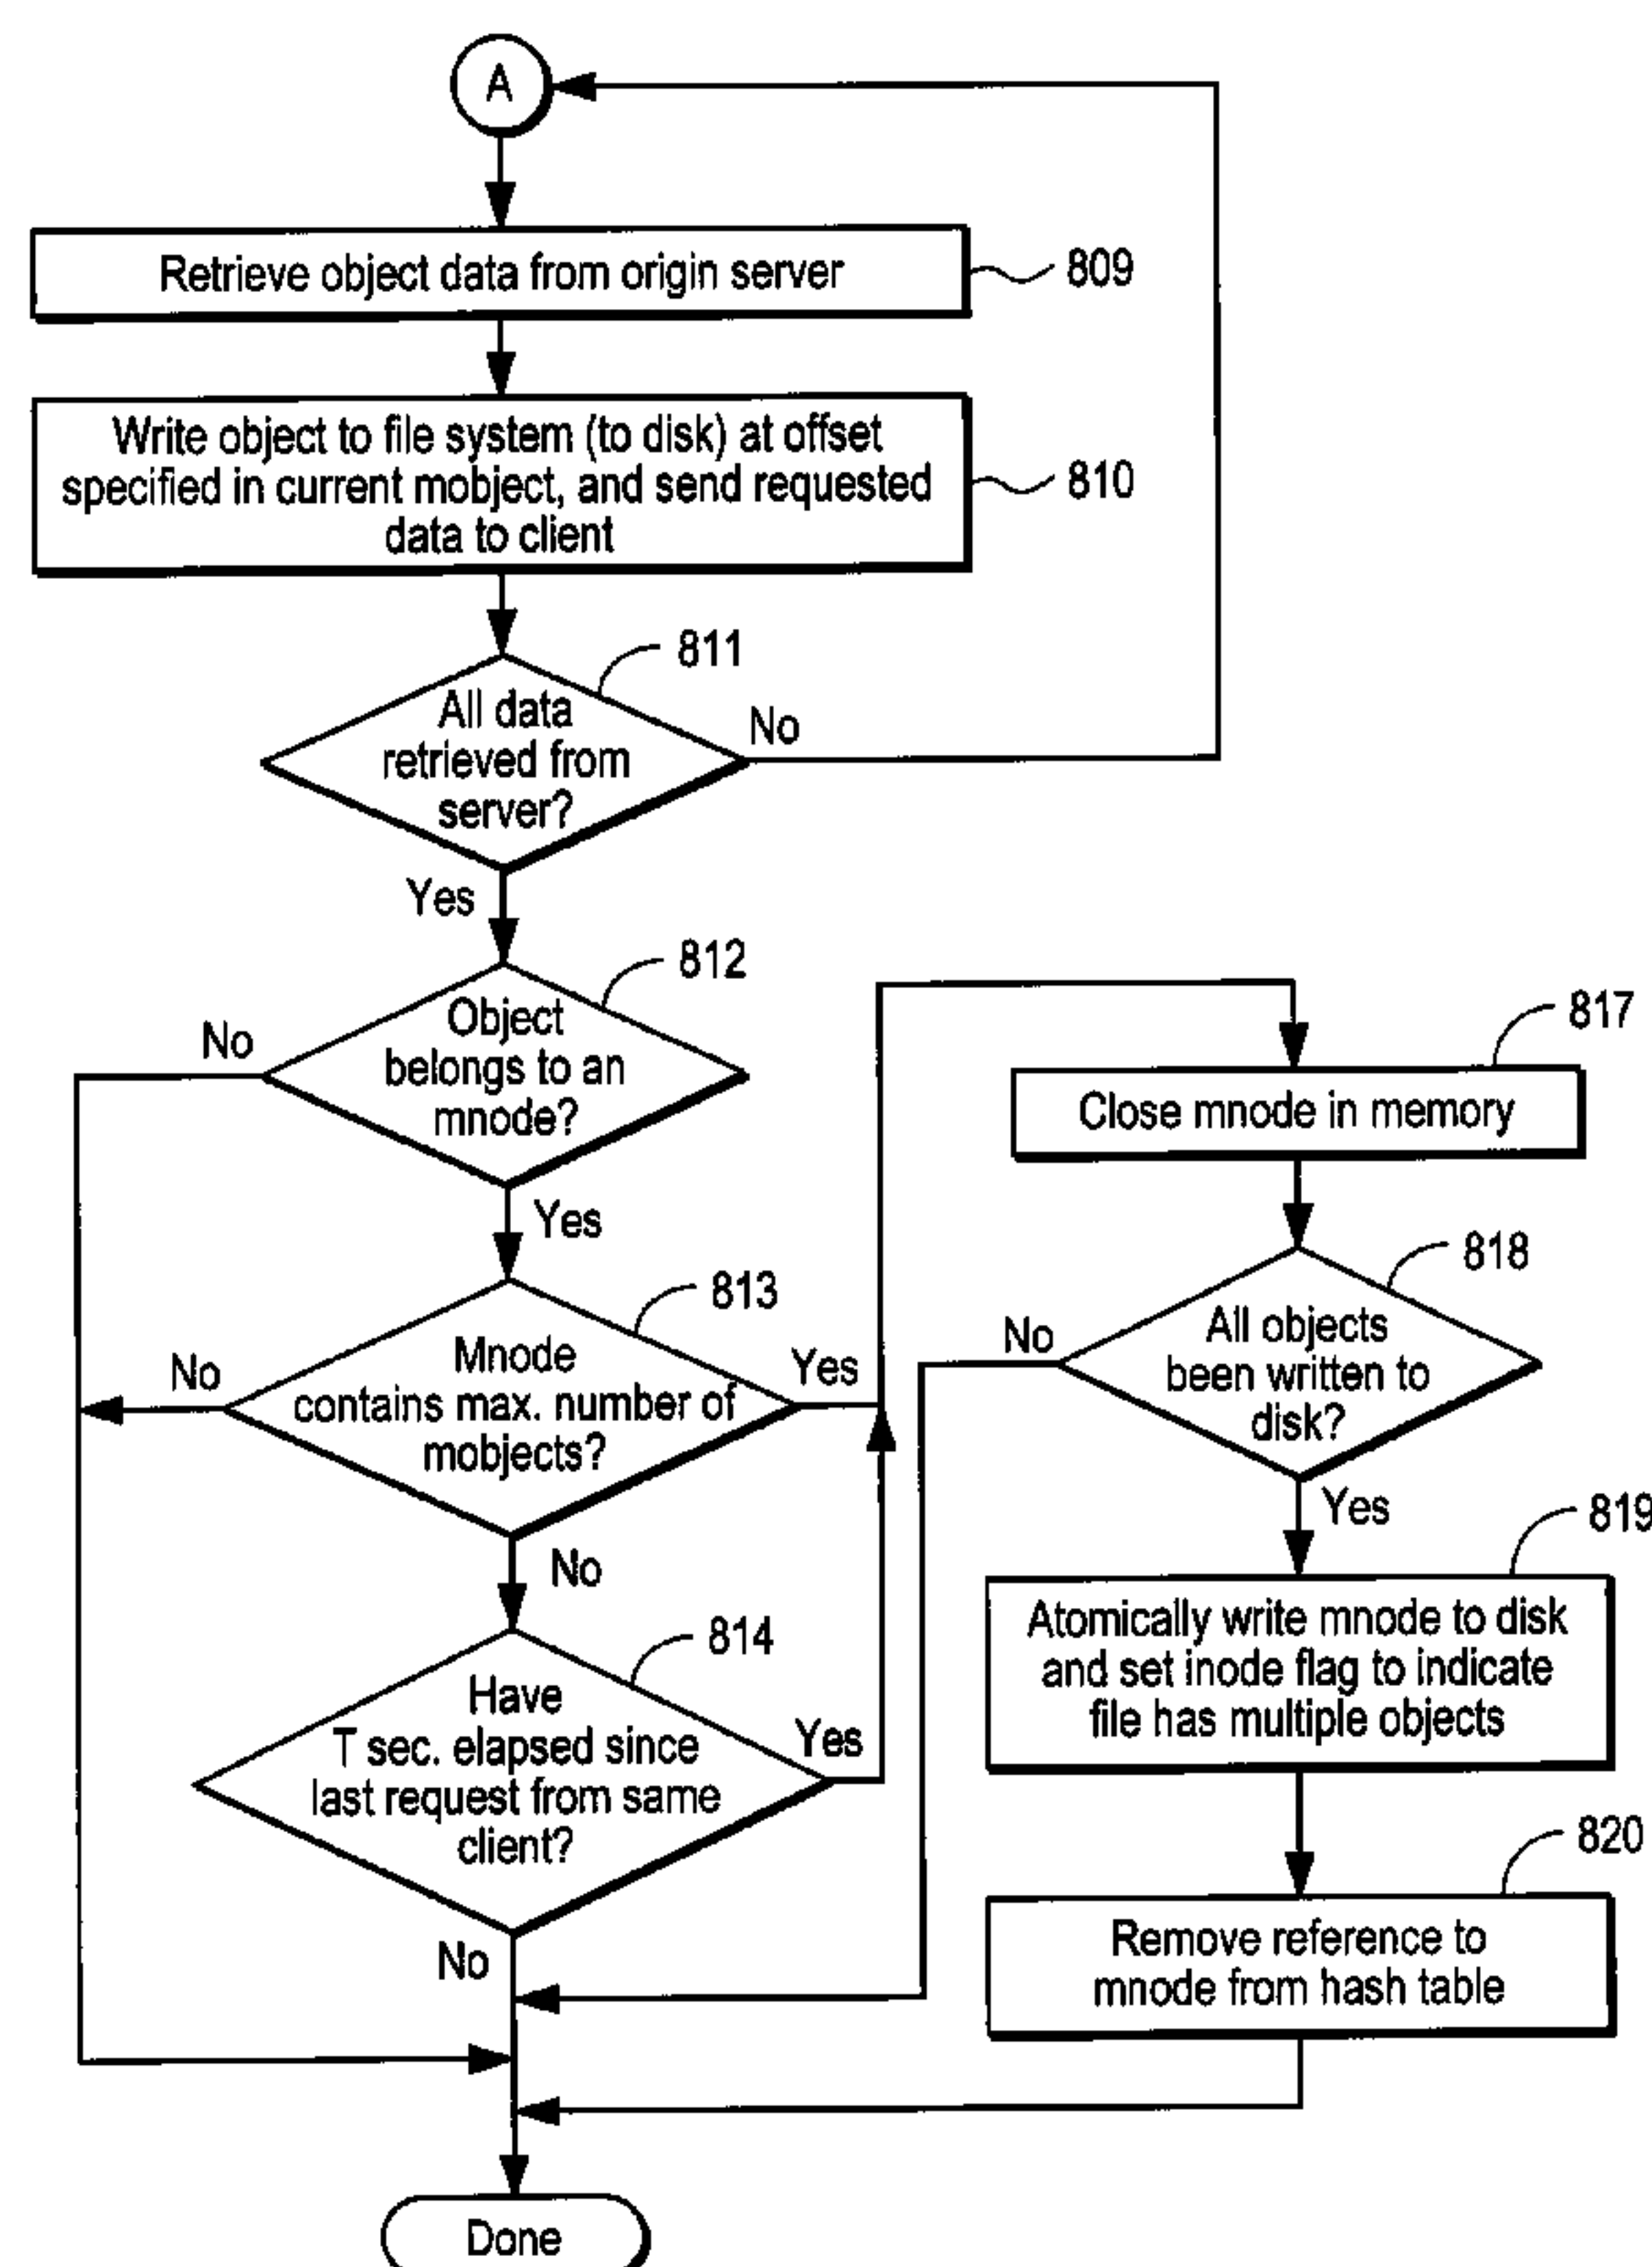 A
Retrieve object data from origin server
809
Write object to file system (to disk) at offset
specified in current mobject, and send requested
data to client
810
811
All data
retrieved from
server?
No
Yes
812
Object
belongs to an
mnode?
No
Yes
813
Mnode
contains max. number of
mobjects?
No
Yes
No
814
Have
T sec. elapsed since
last request from same
client?
Yes
No
817
Close mnode in memory
818
All objects
been written to
disk?
No
Yes
819
Atomically write mnode to disk
and set inode flag to indicate
file has multiple objects
820
Remove reference to
mnode from hash table
Done